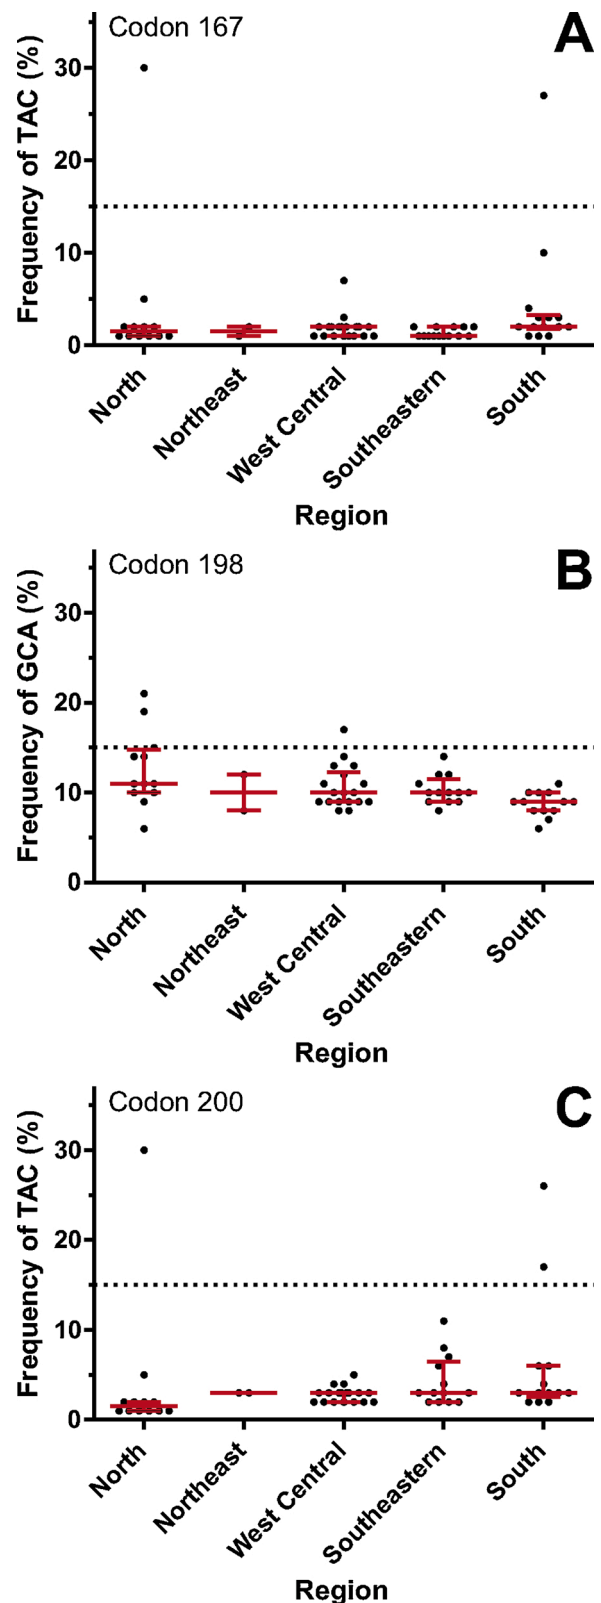 Codon 167
A
Frequency of TAC (%)
30
20
10
0
North
Northeast
West Central
Southeastern
South
Region
Codon 198
B
Frequency of GCA (%)
30
20
10
0
North
Northeast
West Central
Southeastern
South
Region
Codon 200
C
Frequency of TAC (%)
30
20
10
0
North
Northeast
West Central
Southeastern
South
Region